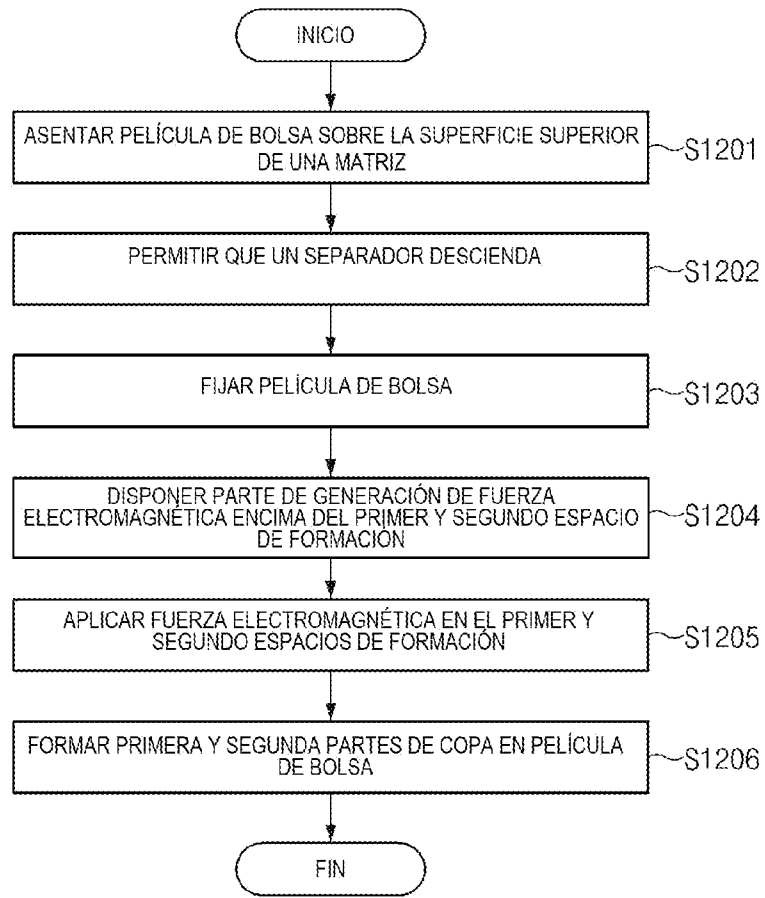 INICIO
ASENTAR PELÍCULA DE BOLSA SOBRE LA SUPERFICIE SUPERIOR
DE UNA MATRIZ
S1201
PERMITIR QUE UN SEPARADOR DESCIENDA
S1202
FIJAR PELÍCULA DE BOLSA
S1203
DISPONER PARTE DE GENERACIÓN DE FUERZA
ELECTROMAGNÉTICA ENCIMA DEL PRIMER Y SEGUNDO ESPACIO
DE FORMACIÓN
S1204
APLICAR FUERZA ELECTROMAGNÉTICA EN EL PRIMER Y
SEGUNDO ESPACIOS DE FORMACIÓN
S1205
FORMAR PRIMERA Y SEGUNDA PARTES DE COPA EN PELÍCULA
DE BOLSA
S1206
FIN